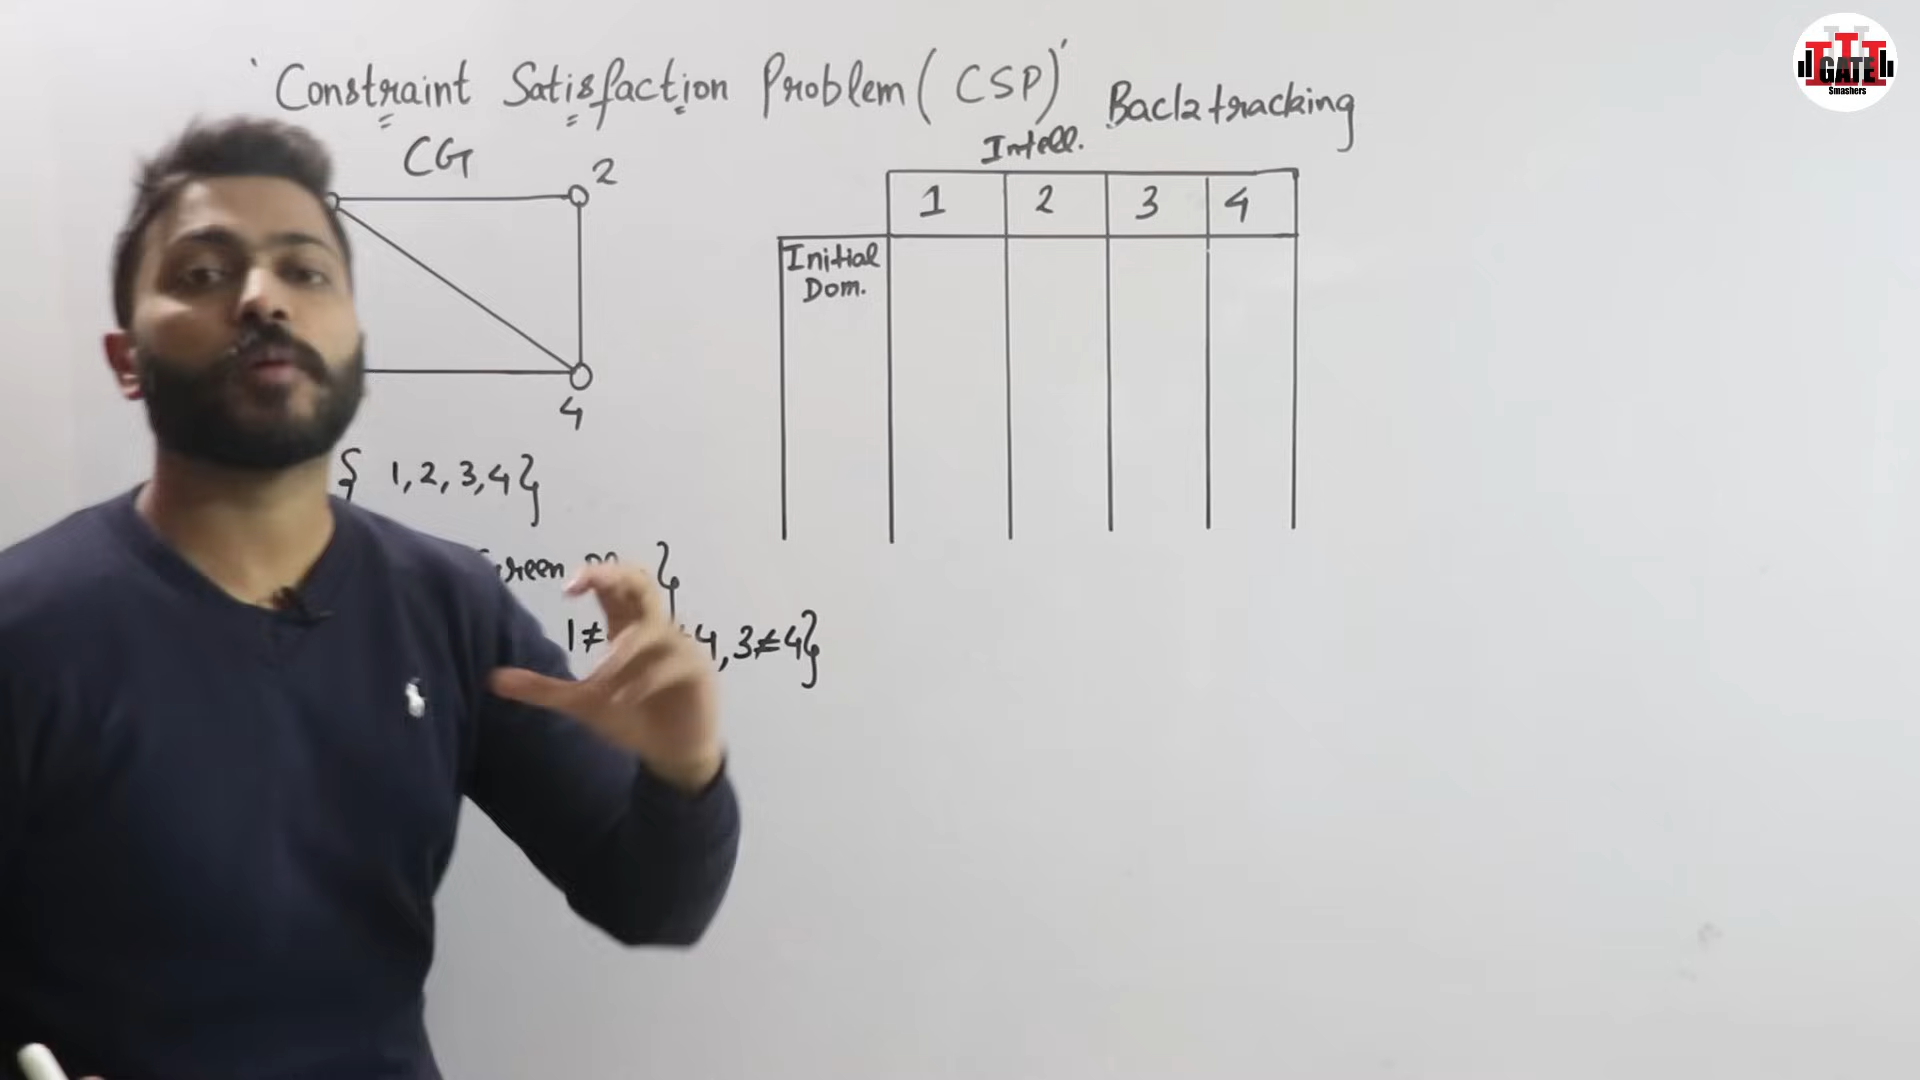 'Constraint Satisfaction Problem (CSP)'
Backtracking
Intell.
CG
2
4
1 2 3 4
Initial
Dom.
{ 1, 2, 3, 4}
}
1≠ 4, 3≠4}
GATE
Smashers